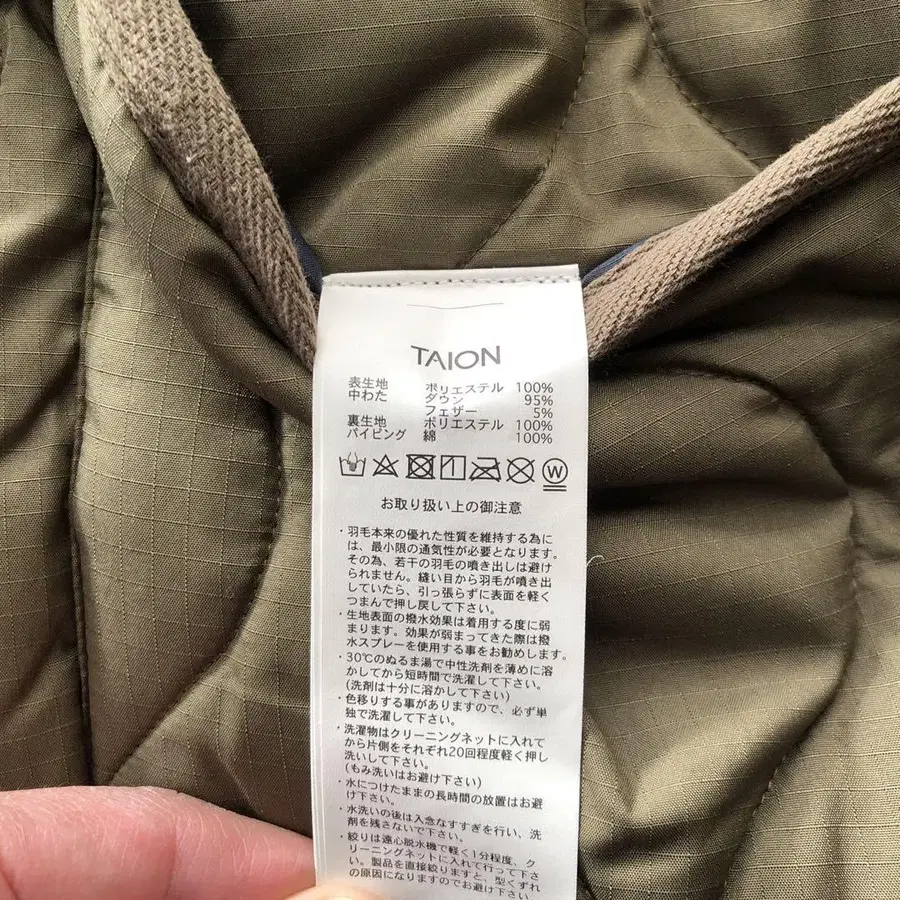 TAION
表生地 ポリエステル 100%
中わた ダウン 95%
フェザー 5%
裏生地 ポリエステル 100%
パイピング 綿 100%
W
お取り扱い上の御注意
・羽毛本来の優れた性質を維持する為に
は、最小限の通気性が必要となります。
その為、若干の羽毛の噴き出しは避け
られません。縫い目から羽毛が噴き出
していたら、引っ張らずに表面を軽く
つまんで押し戻して下さい。
・生地表面の撥水効果は着用する度に弱
まります。効果が弱まってきた際は撥
水スプレーを使用する事をお勧めします。
・30℃のぬるま湯で中性洗剤を薄めに溶
かしてから短時間で洗濯して下さい。
(洗剤は十分に溶かして下さい)
・色移りする事がありますので、必ず単
独で洗濯して下さい。
・洗濯物はクリーニングネットに入れて
から片側をそれぞれ20回程度軽く押し
洗いして下さい。
(もみ洗いはお避け下さい)
・水につけたままの長時間の放置はお避
け下さい。
・水洗いの後は入念なすすぎを行い、洗
剤を残さないで下さい。
・絞りは遠心脱水機で軽く1分程度、ク
リーニングネットに入れて行って下さ
い。製品を直接絞りますと、型くずれ
の原因になりますのでお避け下さい